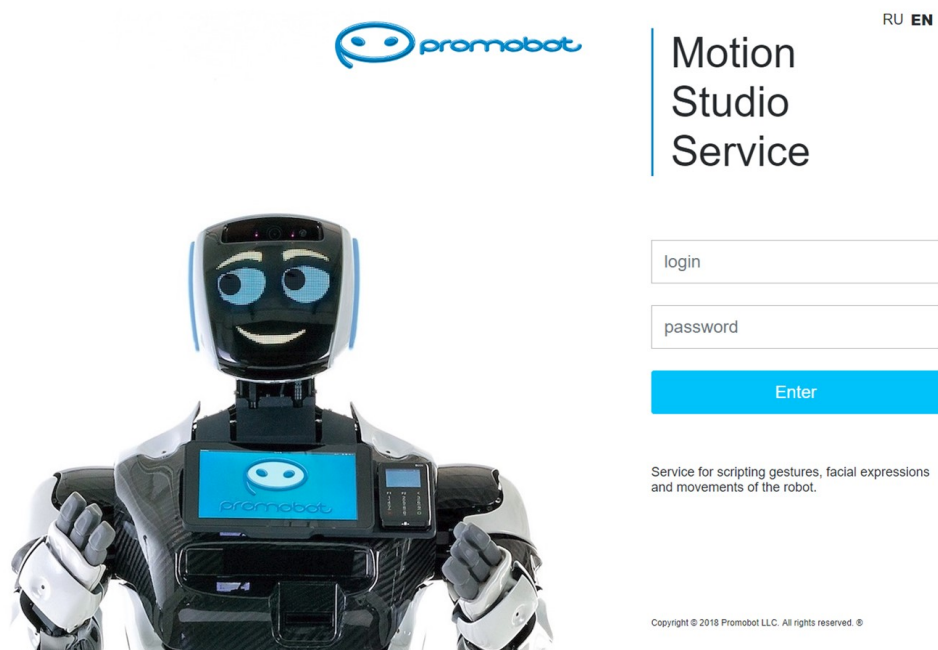 RU EN
promobot
Motion
Studio
Service
login
password
Enter
promobot
Service for scripting gestures, facial expressions
and movements of the robot.
Copyright © 2018 Promobot LLC. All rights reserved. ®